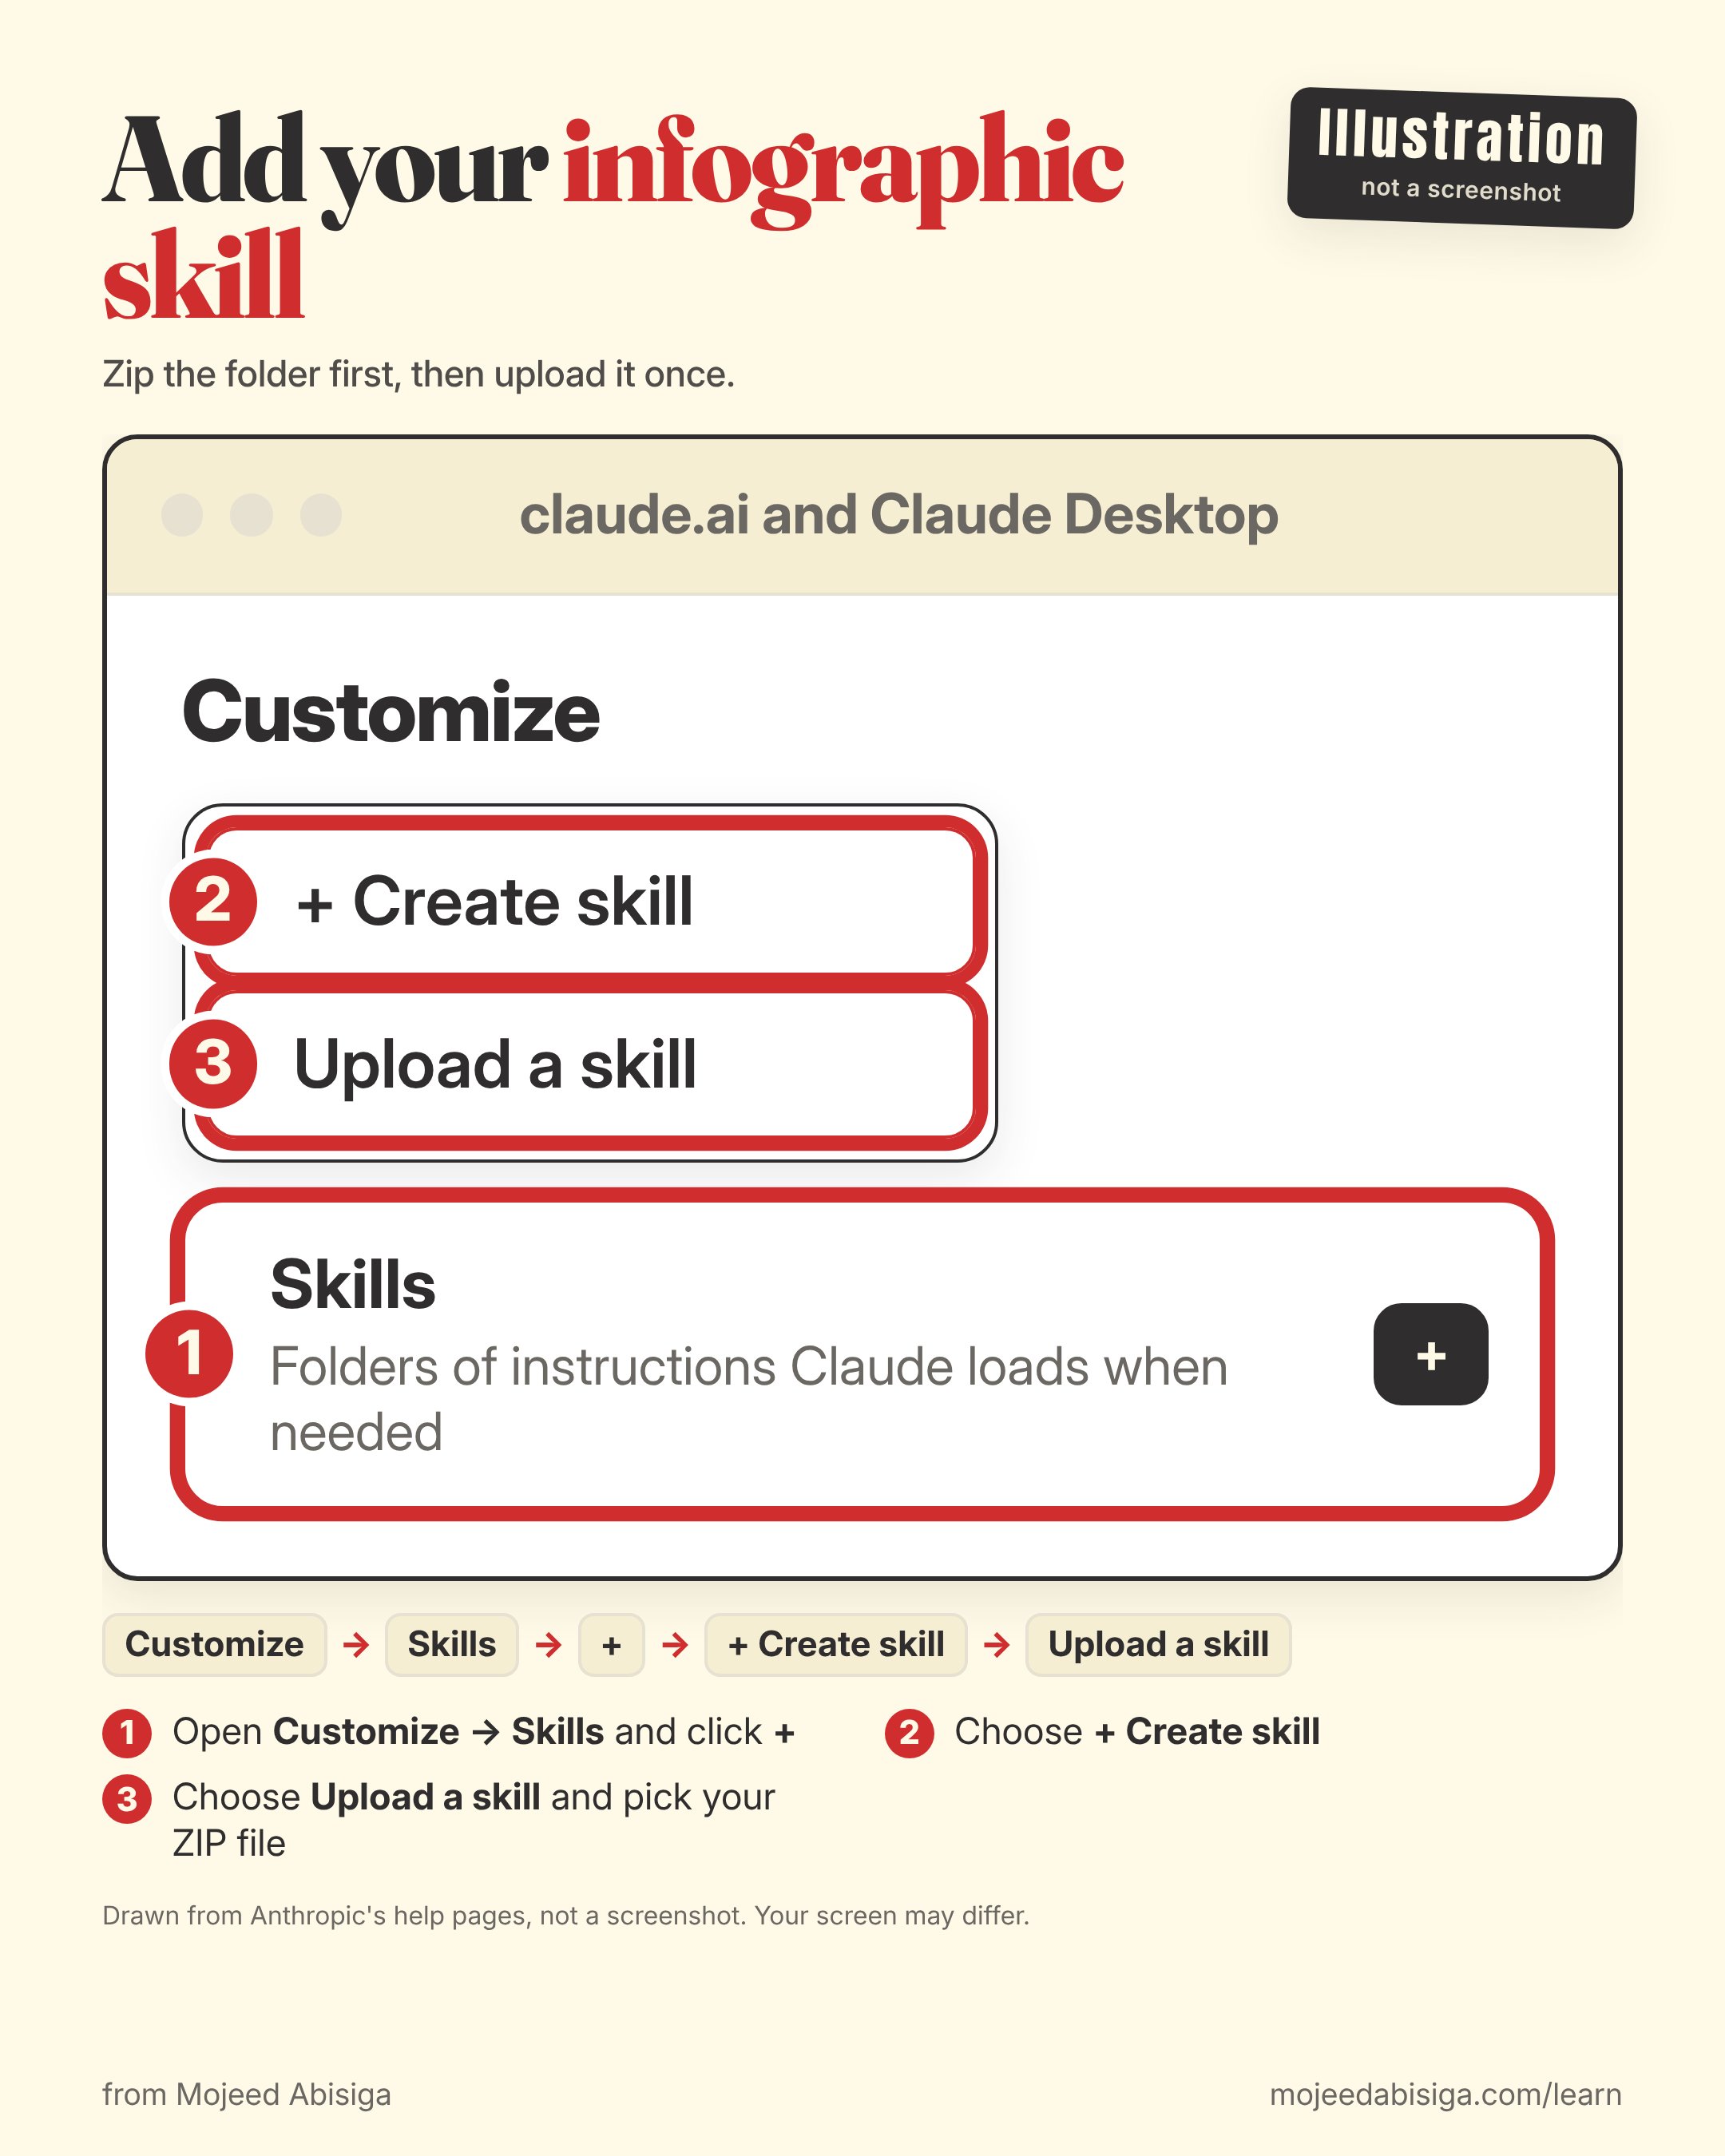 Add your infographic
skill
Illustration
not a screenshot
Zip the folder first, then upload it once.
claude.ai and Claude Desktop
Customize
2 + Create skill
3 Upload a skill
Skills
1
Folders of instructions Claude loads when
needed
+
Customize → Skills → + → + Create skill → Upload a skill
1 Open Customize → Skills and click +
2 Choose + Create skill
3 Choose Upload a skill and pick your
ZIP file
Drawn from Anthropic's help pages, not a screenshot. Your screen may differ.
from Mojeed Abisiga
mojeedabisiga.com/learn